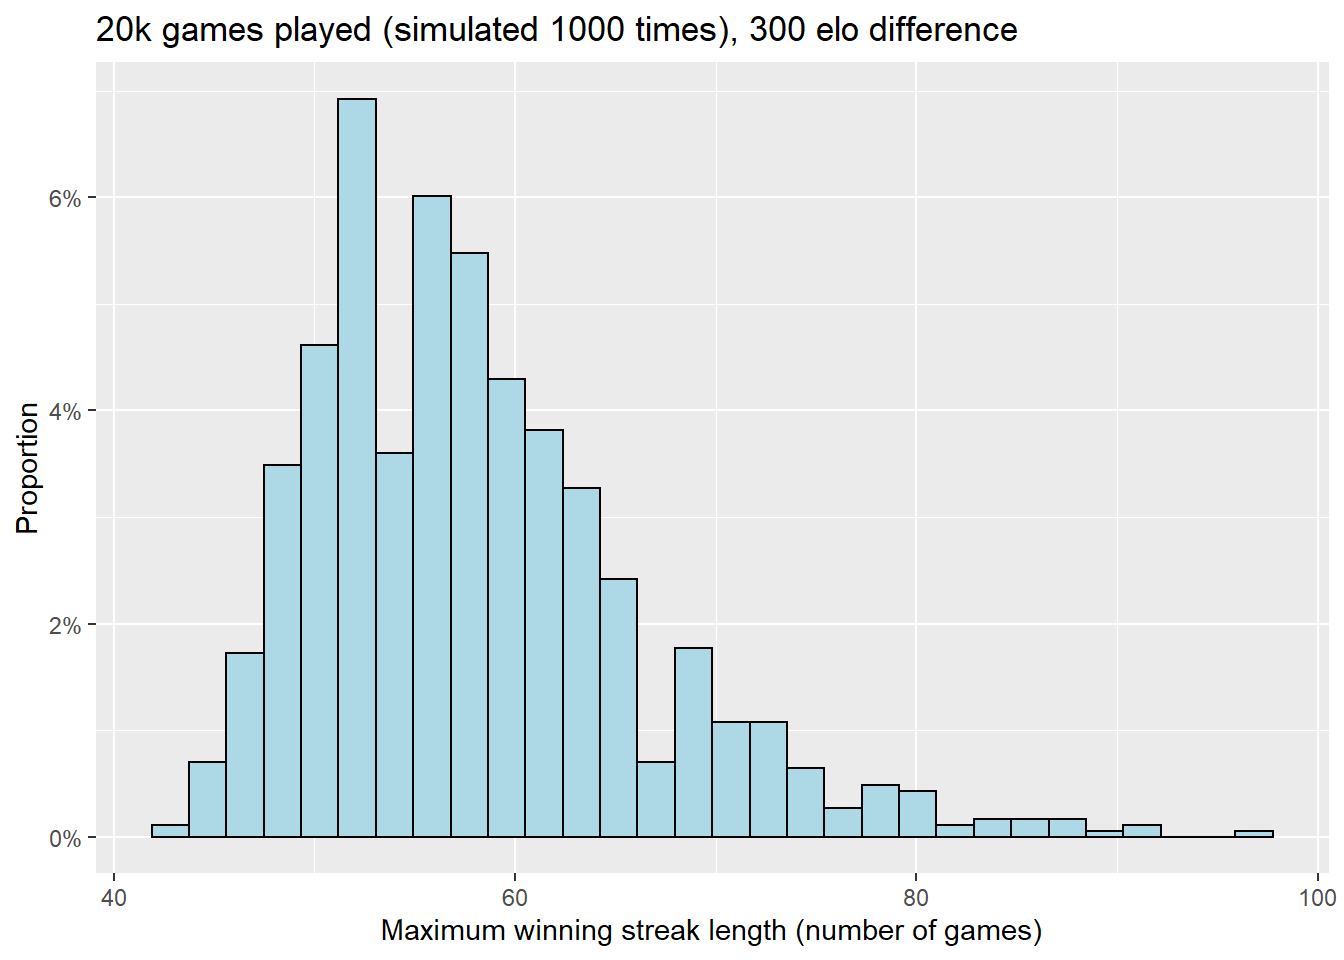 20k games played (simulated 1000 times), 300 elo difference
6%
4%
2%
0%
Proportion
40 60 80 100
Maximum winning streak length (number of games)